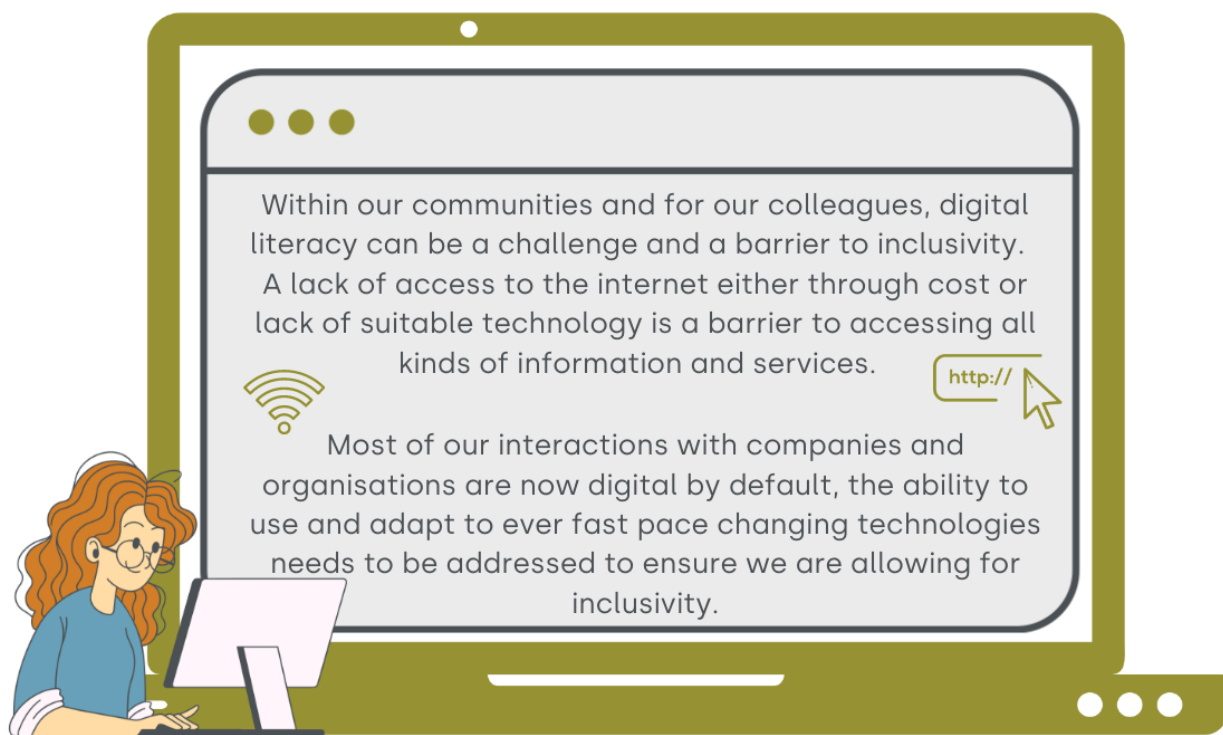 Within our communities and for our colleagues, digital
literacy can be a challenge and a barrier to inclusivity.
A lack of access to the internet either through cost or
lack of suitable technology is a barrier to accessing all
kinds of information and services.
http://
Most of our interactions with companies and
organisations are now digital by default, the ability to
use and adapt to ever fast pace changing technologies
needs to be addressed to ensure we are allowing for
inclusivity.